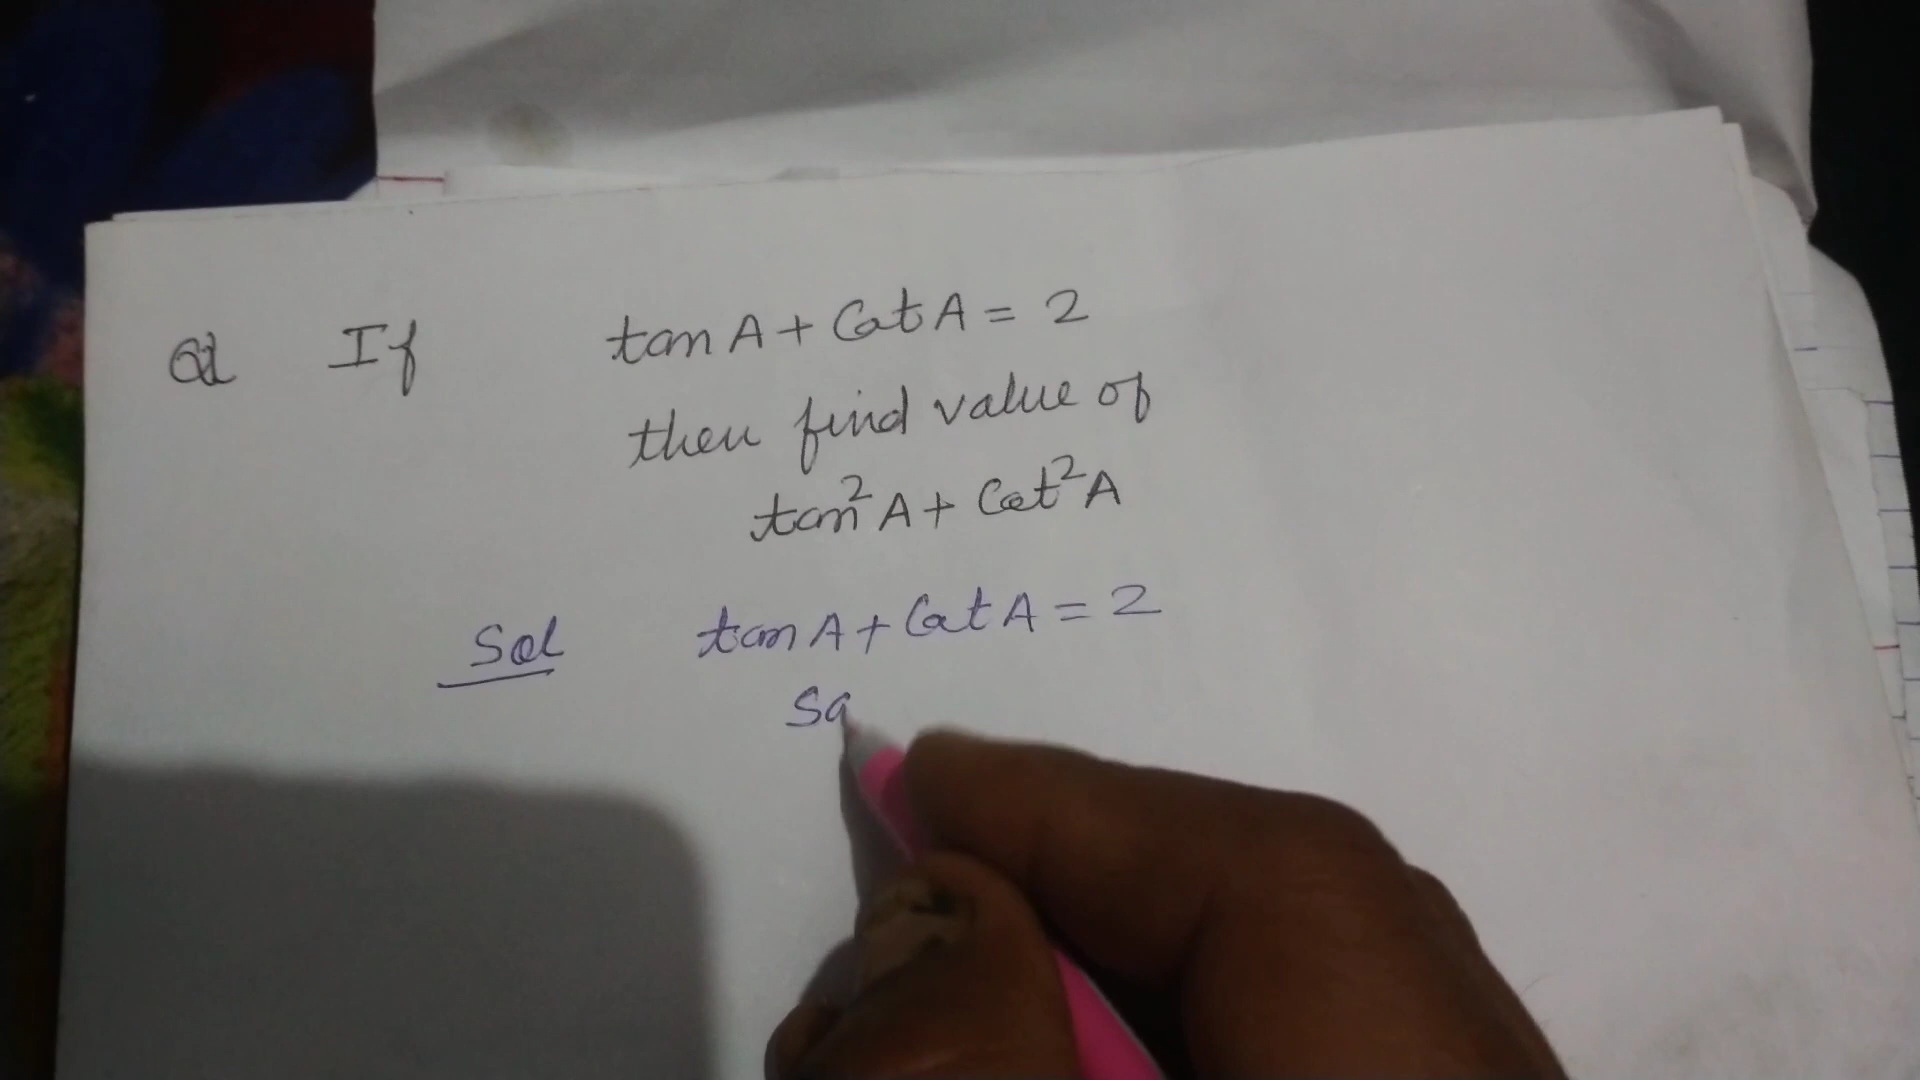 Q1 If tan A + Cot A = 2
then find value of
tan² A + Cot² A
Sol tan A + Cot A = 2
Sq